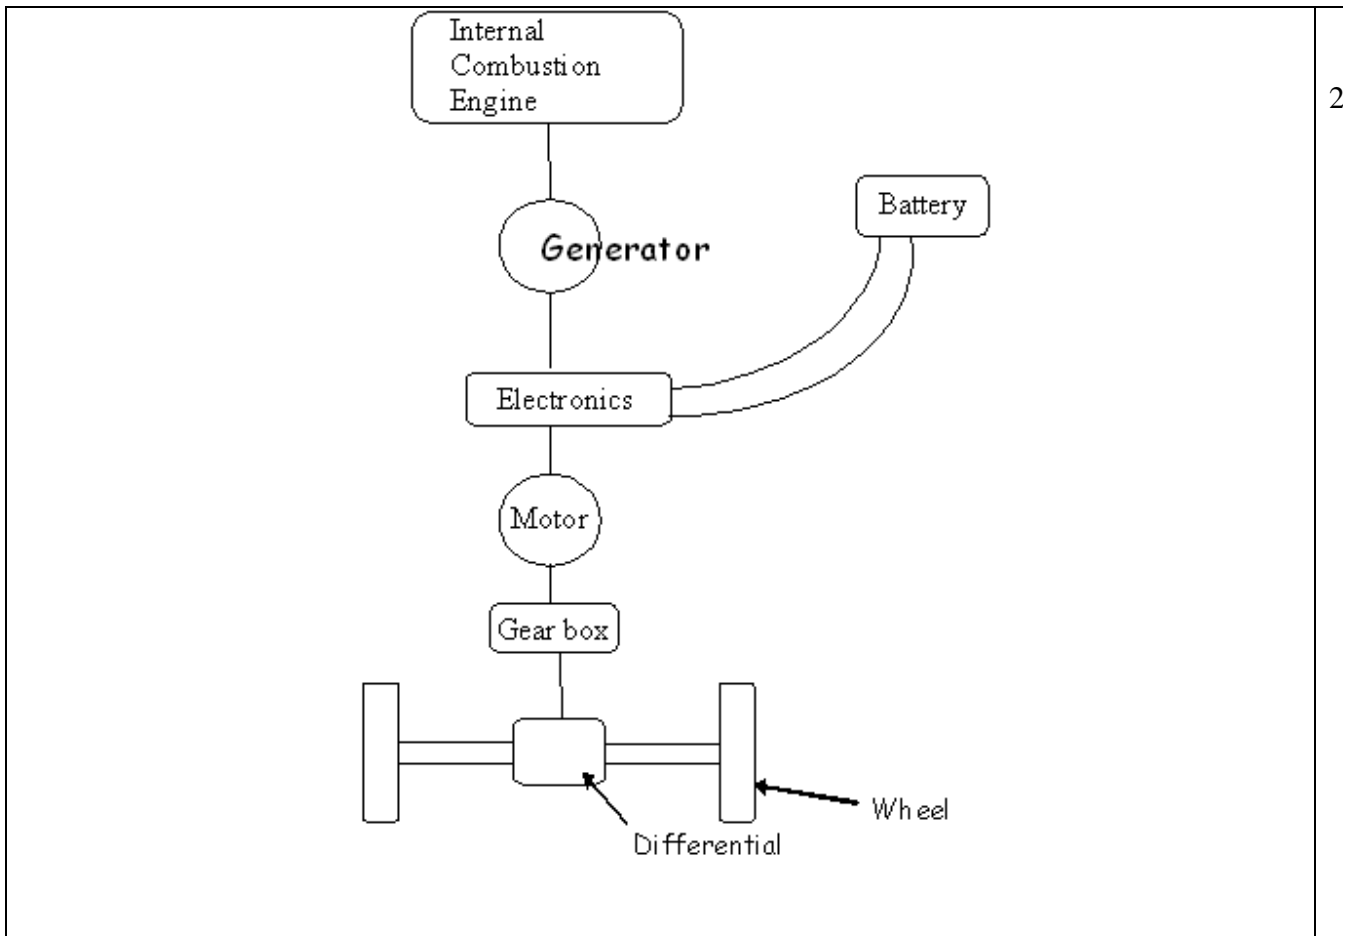 Internal
Combustion
Engine
2
Battery
Generator
Electronics
Motor
Gear box
Wheel
Differential